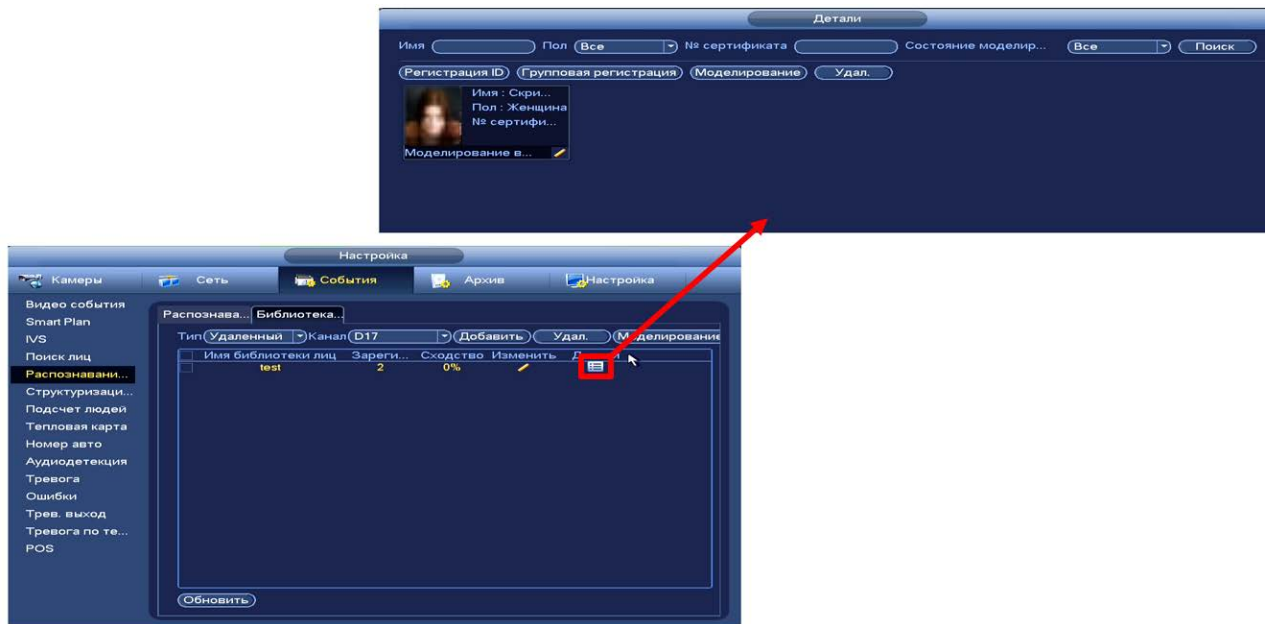 Детали
Имя Пол Все № сертификата Состояние моделир... Все Поиск
Регистрация ID Групповая регистрация Моделирование Удал.
Имя : Скри...
Пол : Женщина
№ сертифи...
Моделирование в...
Настройка
Камеры Сеть События Архив Настройка
Видео события
Smart Plan
IVS
Поиск лиц
Распознавани...
Структуризаци...
Подсчет людей
Тепловая карта
Номер авто
Аудиодетекция
Тревога
Ошибки
Трев. выход
Тревога по те...
POS
Распознава... Библиотека...
Тип Удаленный Канал D17 Добавить Удал. Моделирование
Имя библиотеки лиц Зареги... Сходство Изменить
test 2 0%
Обновить